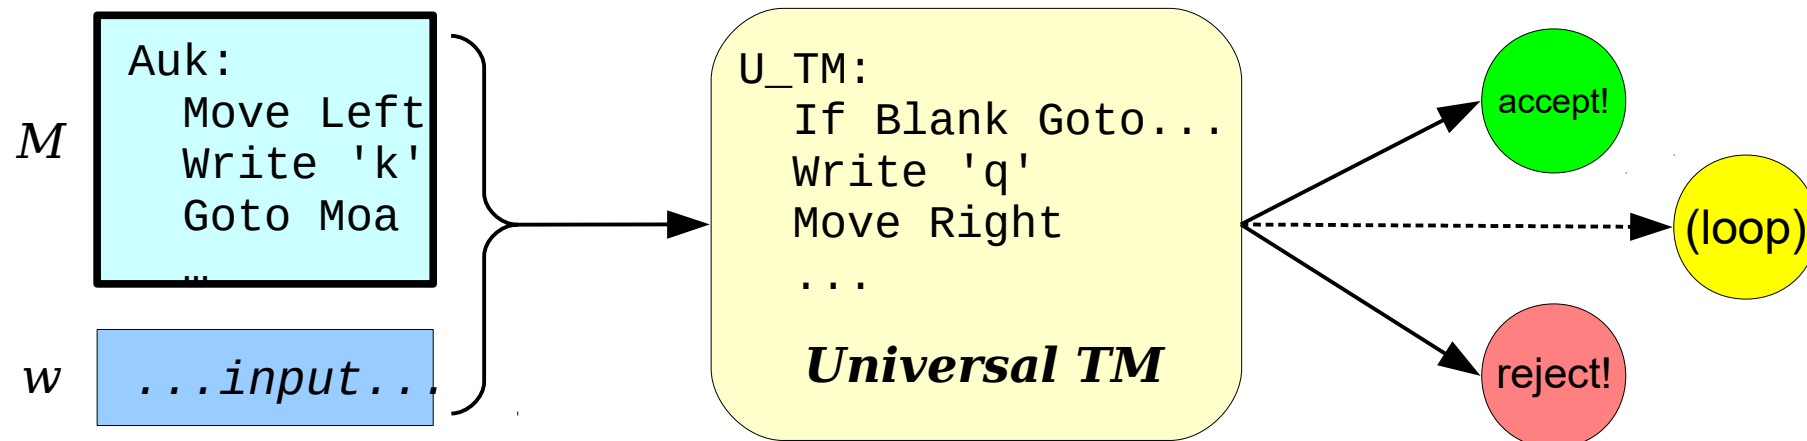 M
Auk:
Move Left
Write 'k'
Goto Moa
…
w
...input...
U_TM:
If Blank Goto...
Write 'q'
Move Right
...
Universal TM
accept!
(loop)
reject!